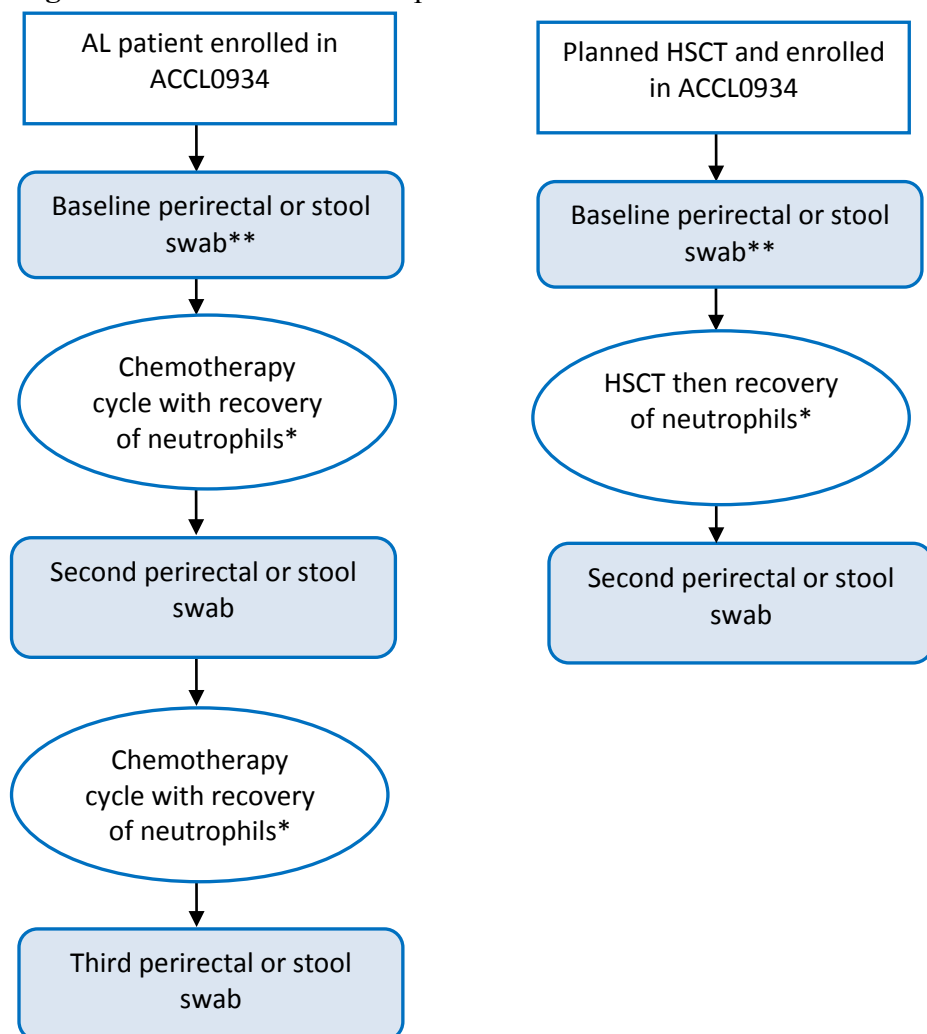 AL patient enrolled in
ACCL0934
Baseline perirectal or stool
swab**
Chemotherapy
cycle with recovery
of neutrophils*
Second perirectal or stool
swab
Chemotherapy
cycle with recovery
of neutrophils*
Third perirectal or stool
swab
Planned HSCT and enrolled
in ACCL0934
Baseline perirectal or stool
swab**
HSCT then recovery
of neutrophils*
Second perirectal or stool
swab